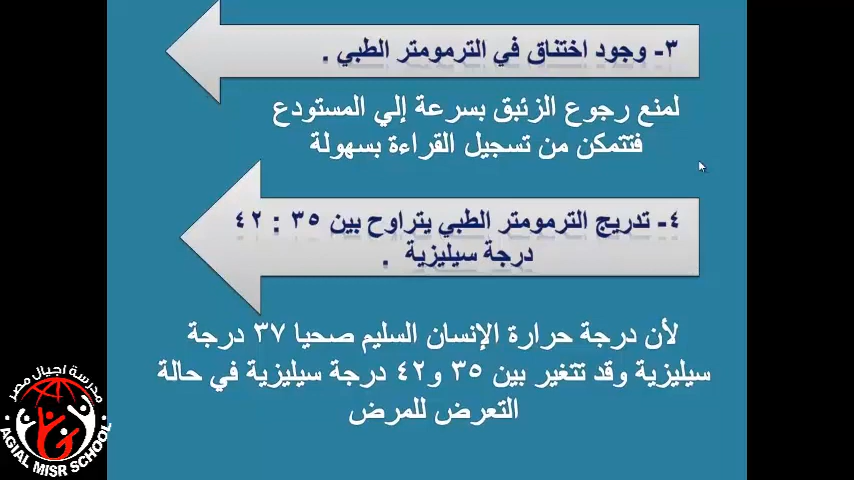 ٣- وجود اختناق في الترمومتر الطبي .
لمنع رجوع الزئبق بسرعة إلي المستودع
فتتمكن من تسجيل القراءة بسهولة
٤- تدريج الترمومتر الطبي يتراوح بين ٣٥ : ٤٢
درجة سيليزية .
لأن درجة حرارة الإنسان السليم صحيا ٣٧ درجة
سيليزية وقد تتغير بين ٣٥ و٤٢ درجة سيليزية في حالة
التعرض للمرض
مدرسة اجيال مصر
AGIAL MISR SCHOOL